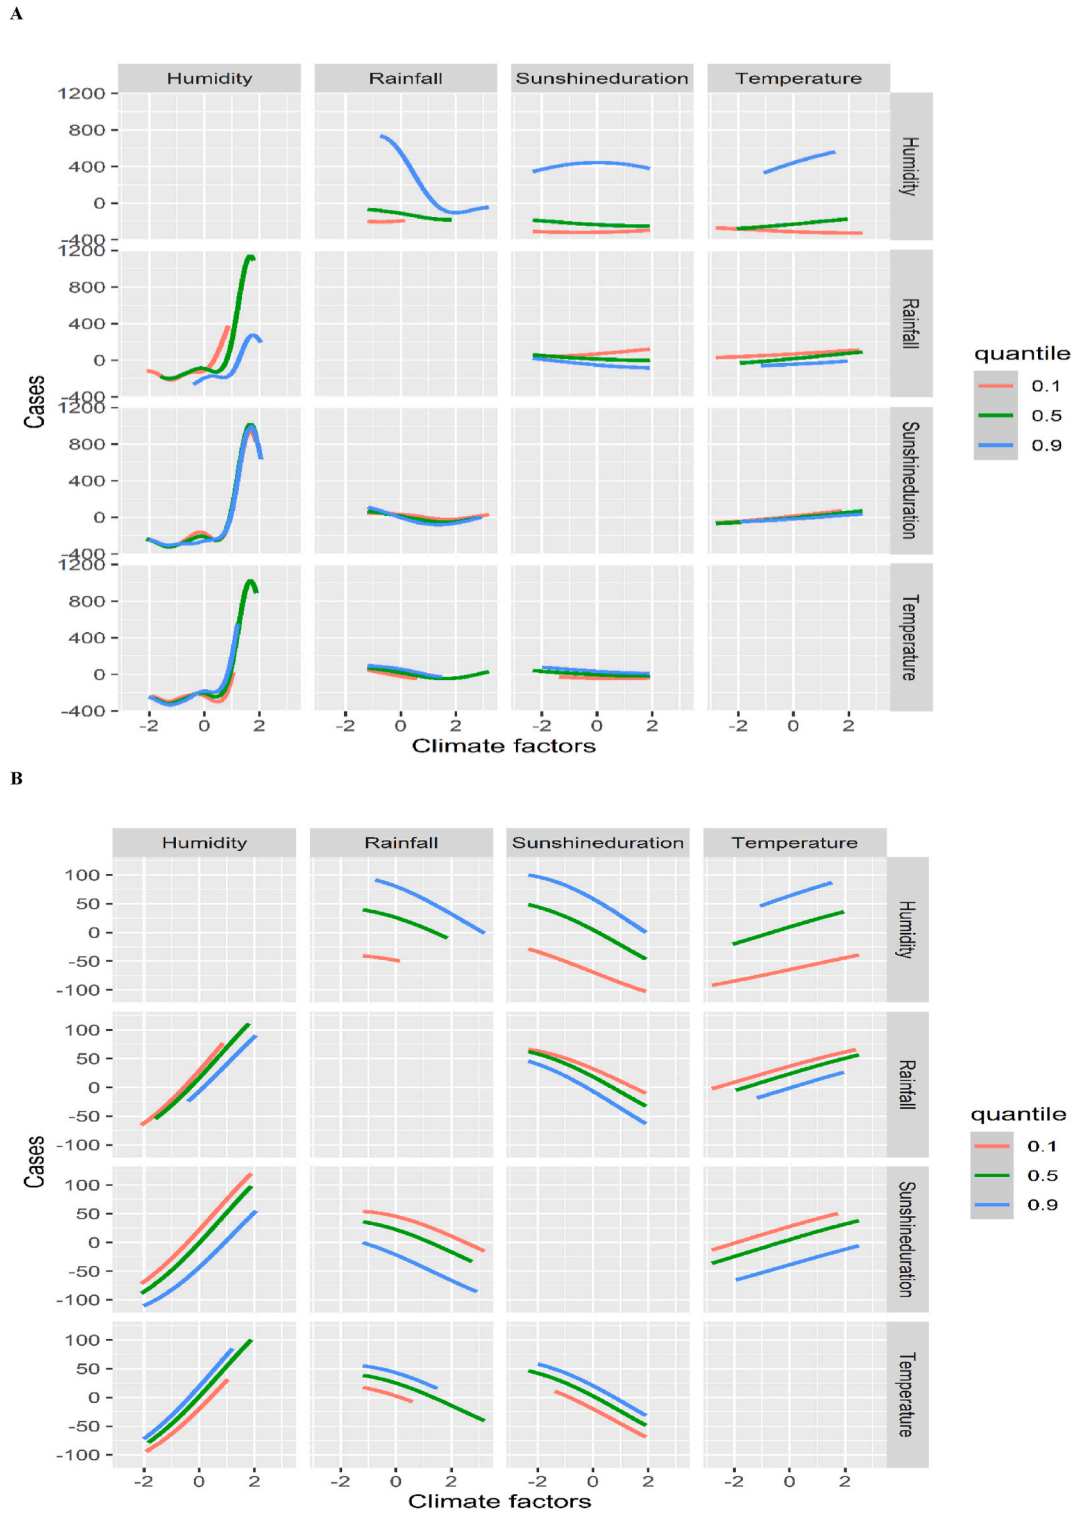 A
Humidity Rainfall Sunshineduration Temperature
1200
800
400
0
-400
Humidity
1200
800
400
0
-400
Rainfall
1200
800
400
0
-400
Sunshineduration
1200
800
400
0
-400
Temperature
-2 0 2 -2 0 2 -2 0 2 -2 0 2
Climate factors
Cases
quantile
0.1
0.5
0.9
B
Humidity Rainfall Sunshineduration Temperature
100
50
0
-50
-100
Humidity
100
50
0
-50
-100
Rainfall
100
50
0
-50
-100
Sunshineduration
100
50
0
-50
-100
Temperature
-2 0 2 -2 0 2 -2 0 2 -2 0 2
Climate factors
Cases
quantile
0.1
0.5
0.9